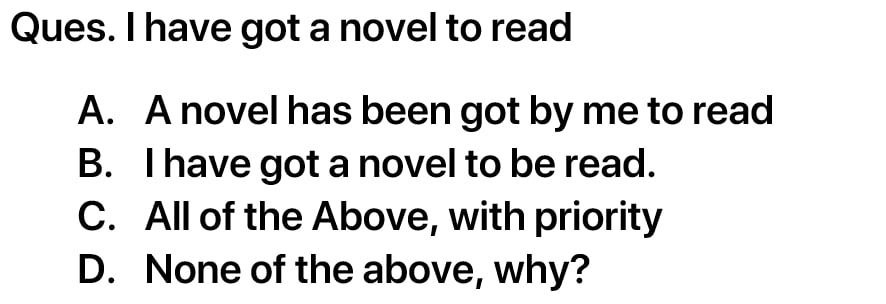 Ques. I have got a novel to read
A. A novel has been got by me to read
B. I have got a novel to be read.
C. All of the Above, with priority
D. None of the above, why?